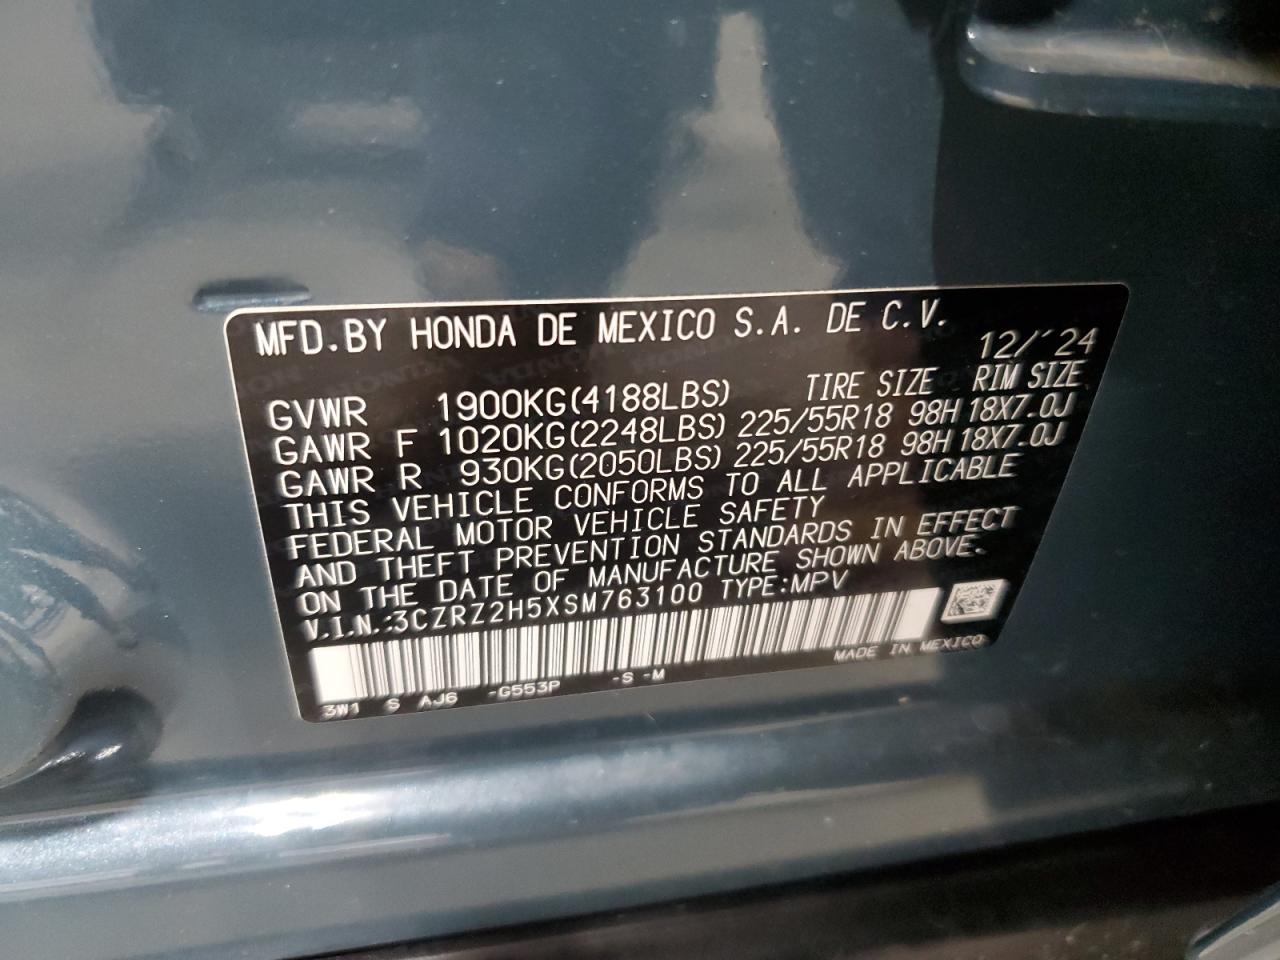 MFD.BY HONDA DE MEXICO S.A. DE C.V.
12/´24
TIRE SIZE RIM SIZE
GVWR 1900KG(4188LBS)
GAWR F 1020KG(2248LBS) 225/55R18 98H 18X7.0J
GAWR R 930KG(2050LBS) 225/55R18 98H 18X7.0J
THIS VEHICLE CONFORMS TO ALL APPLICABLE
FEDERAL MOTOR VEHICLE SAFETY
AND THEFT PREVENTION STANDARDS IN EFFECT
ON THE DATE OF MANUFACTURE SHOWN ABOVE.
V.I.N.:3CZRZ2H5XSM763100 TYPE:MPV
MADE IN MEXICO
3W1 S AJ6 -G553P -S -M